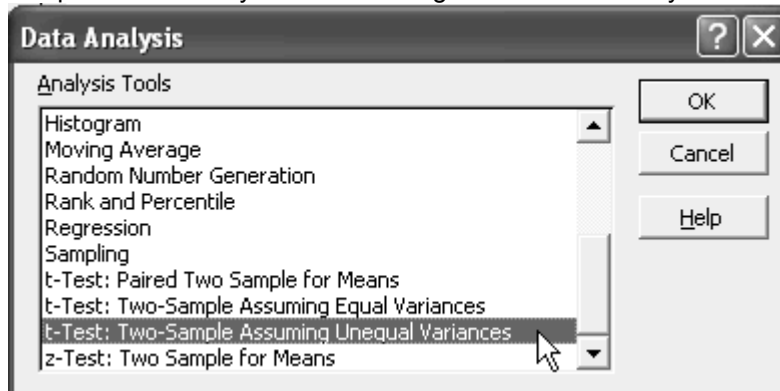 Data Analysis
Analysis Tools
Histogram
Moving Average
Random Number Generation
Rank and Percentile
Regression
Sampling
t-Test: Paired Two Sample for Means
t-Test: Two-Sample Assuming Equal Variances
t-Test: Two-Sample Assuming Unequal Variances
z-Test: Two Sample for Means
OK
Cancel
Help